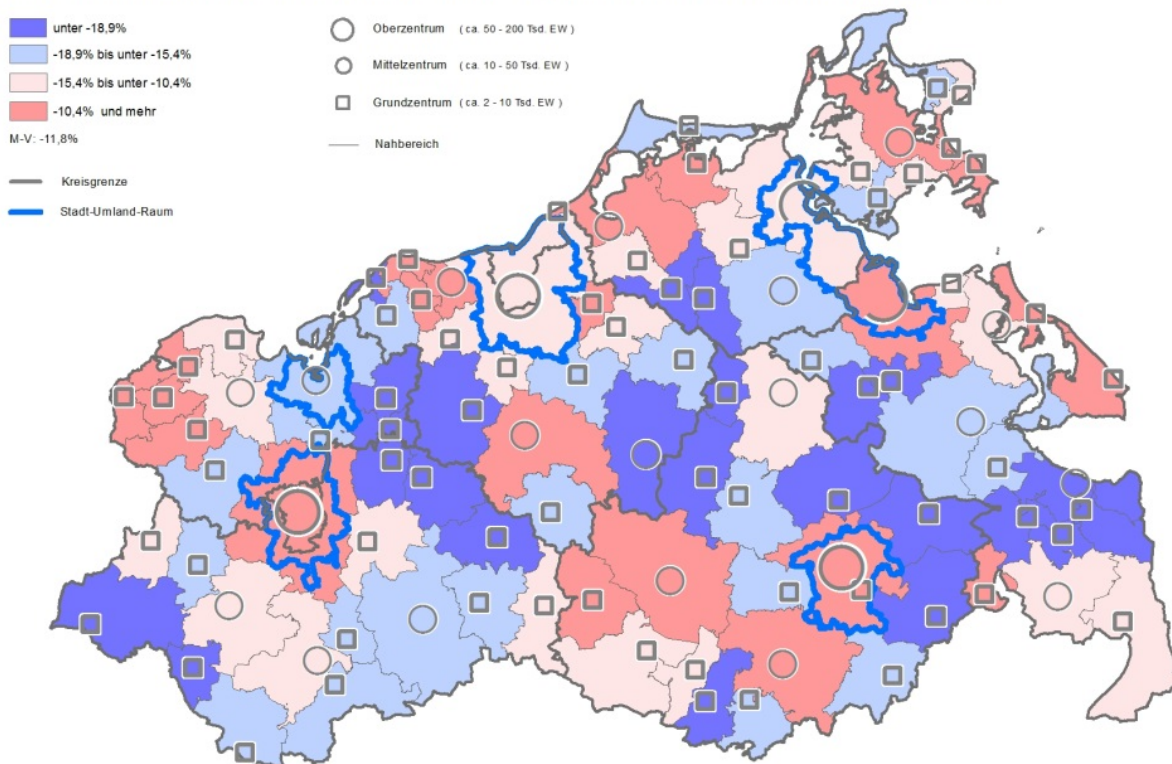 unter -18,9%
-18,9% bis unter -15,4%
-15,4% bis unter -10,4%
-10,4% und mehr
M-V: -11,8%
Kreisgrenze
Stadt-Umland-Raum
Oberzentrum ( ca. 50 - 200 Tsd. EW )
Mittelzentrum ( ca. 10 - 50 Tsd. EW )
Grundzentrum ( ca. 2 - 10 Tsd. EW )
Nahbereich